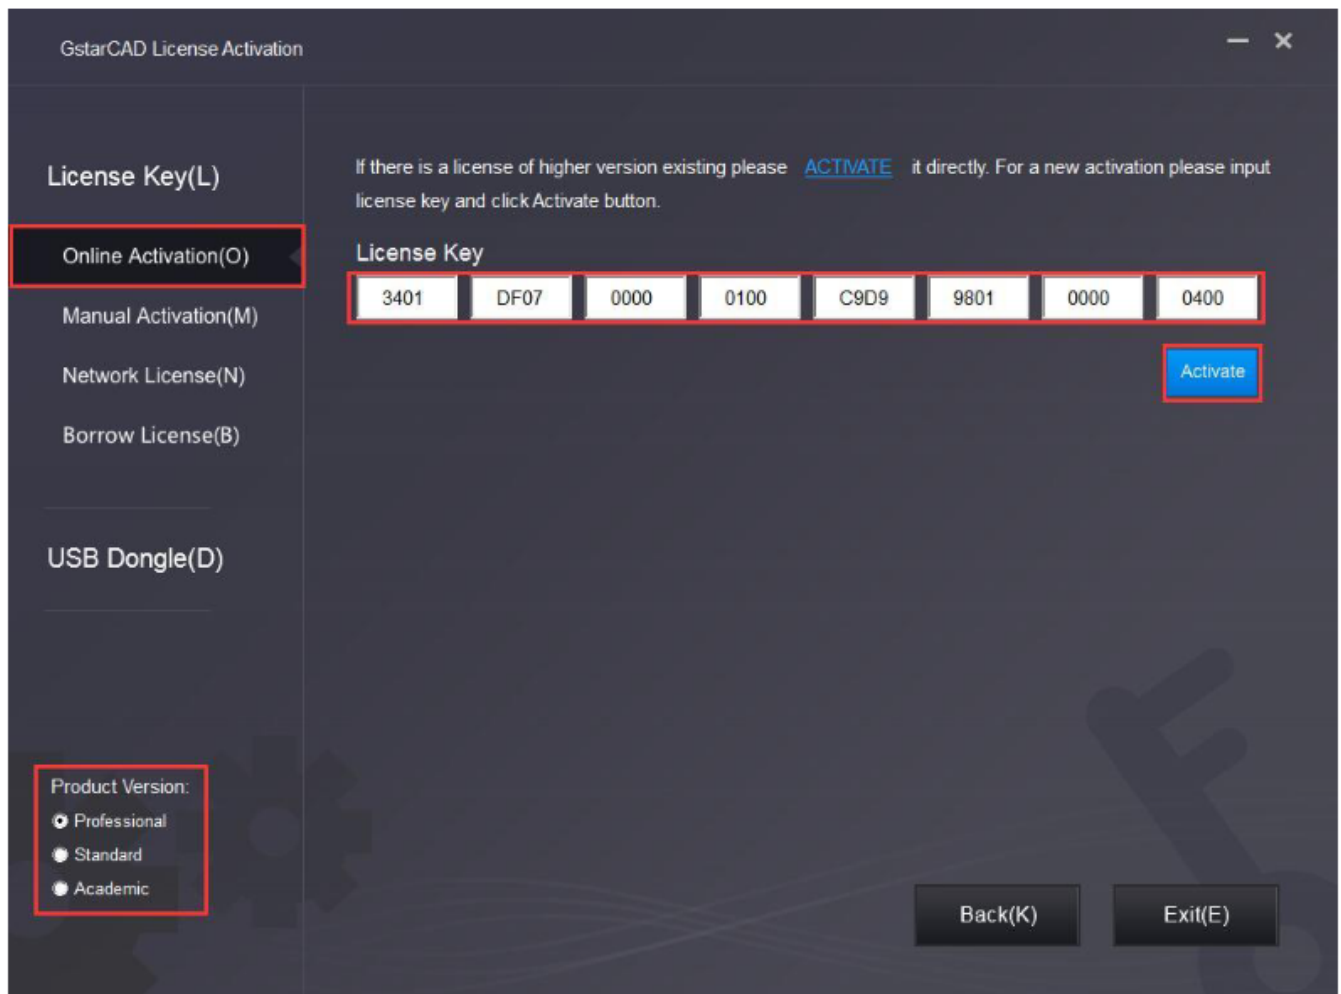 GstarCAD License Activation
License Key(L)
Online Activation(O)
Manual Activation(M)
Network License(N)
Borrow License(B)
USB Dongle(D)
Product Version:
Professional
Standard
Academic
If there is a license of higher version existing please ACTIVATE it directly. For a new activation please input
license key and click Activate button.
License Key
3401 DF07 0000 0100 C9D9 9801 0000 0400
Activate
Back(K) Exit(E)